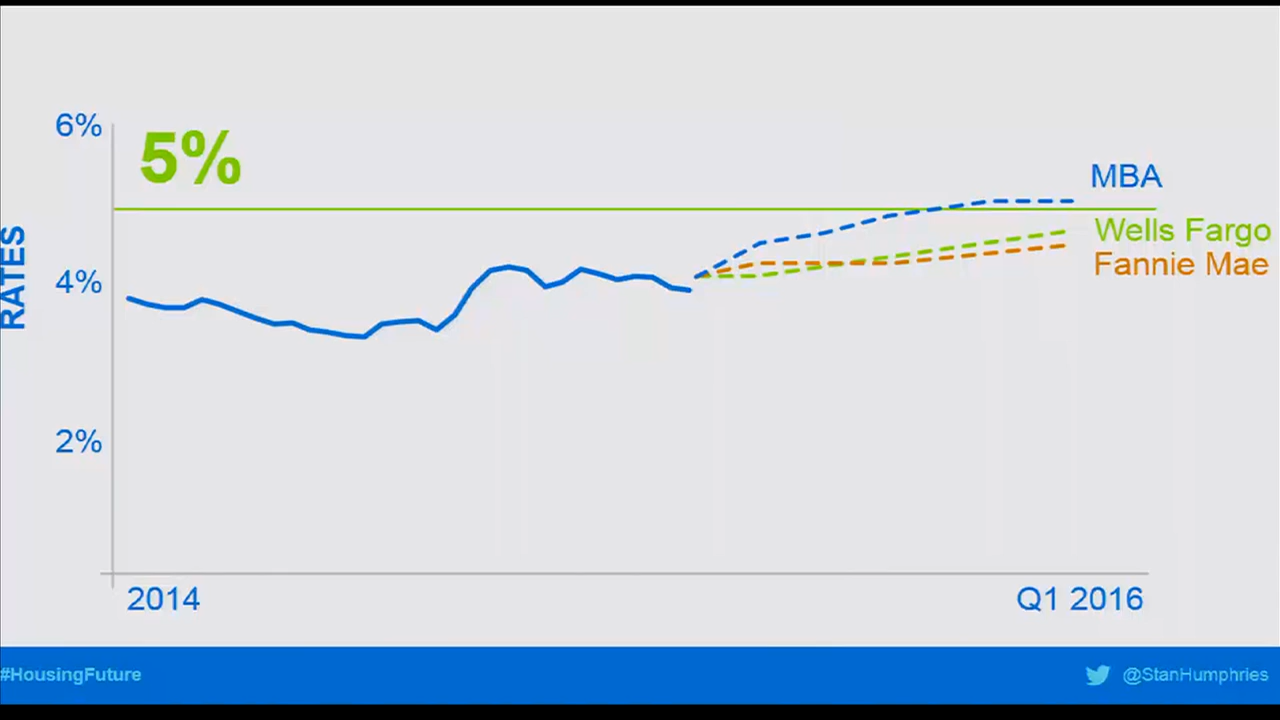 6%
5%
MBA
Wells Fargo
RATES
Fannie Mae
4%
2%
2014
Q1 2016
#HousingFuture
@StanHumphries